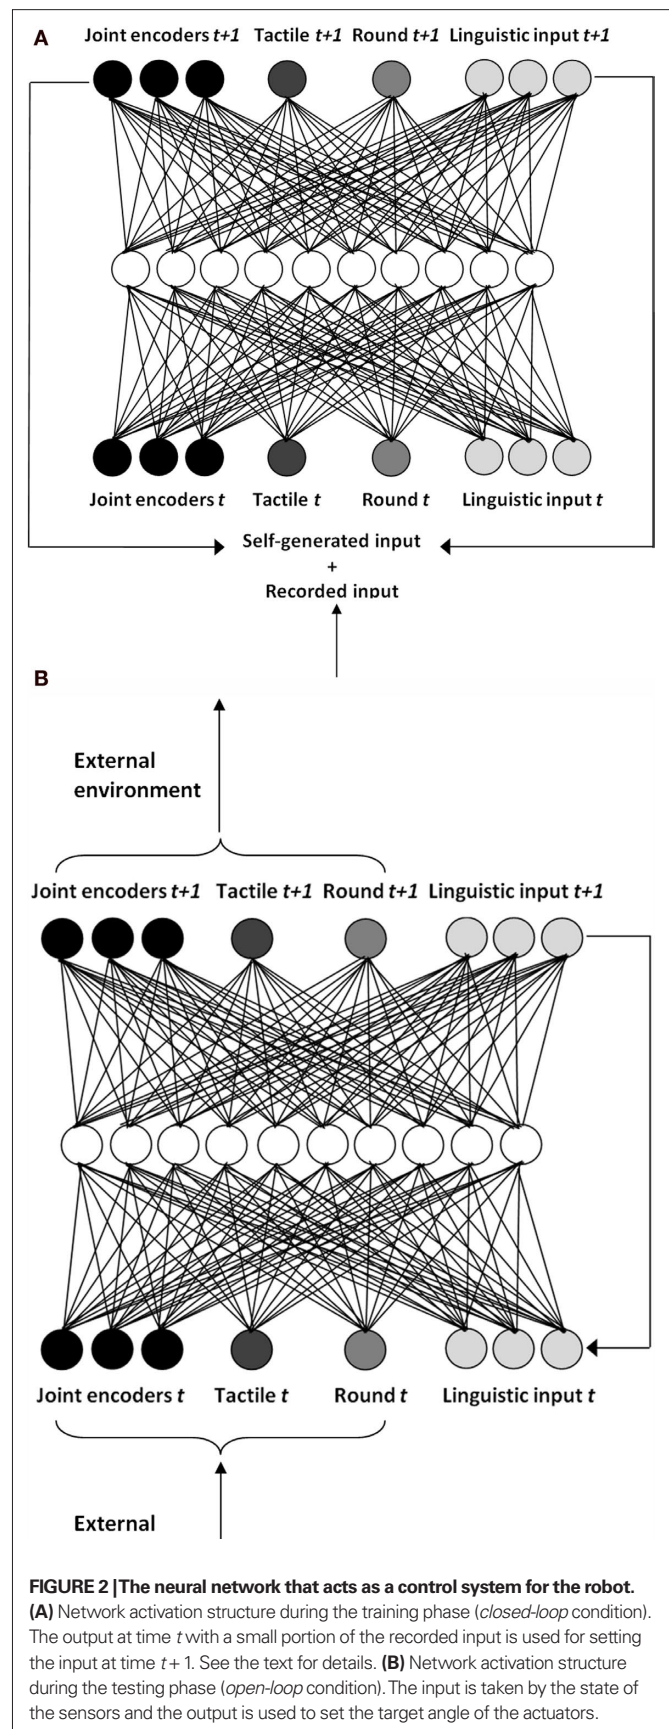 A
Joint encoders t+1 Tactile t+1 Round t+1 Linguistic input t+1
Joint encoders t Tactile t Round t Linguistic input t
Self-generated input
+
Recorded input
B
External
environment
Joint encoders t+1 Tactile t+1 Round t+1 Linguistic input t+1
Joint encoders t Tactile t Round t Linguistic input t
External
FIGURE 2 | The neural network that acts as a control system for the robot.
(A) Network activation structure during the training phase (closed-loop condition).
The output at time t with a small portion of the recorded input is used for setting
the input at time t + 1. See the text for details. (B) Network activation structure
during the testing phase (open-loop condition). The input is taken by the state of
the sensors and the output is used to set the target angle of the actuators.